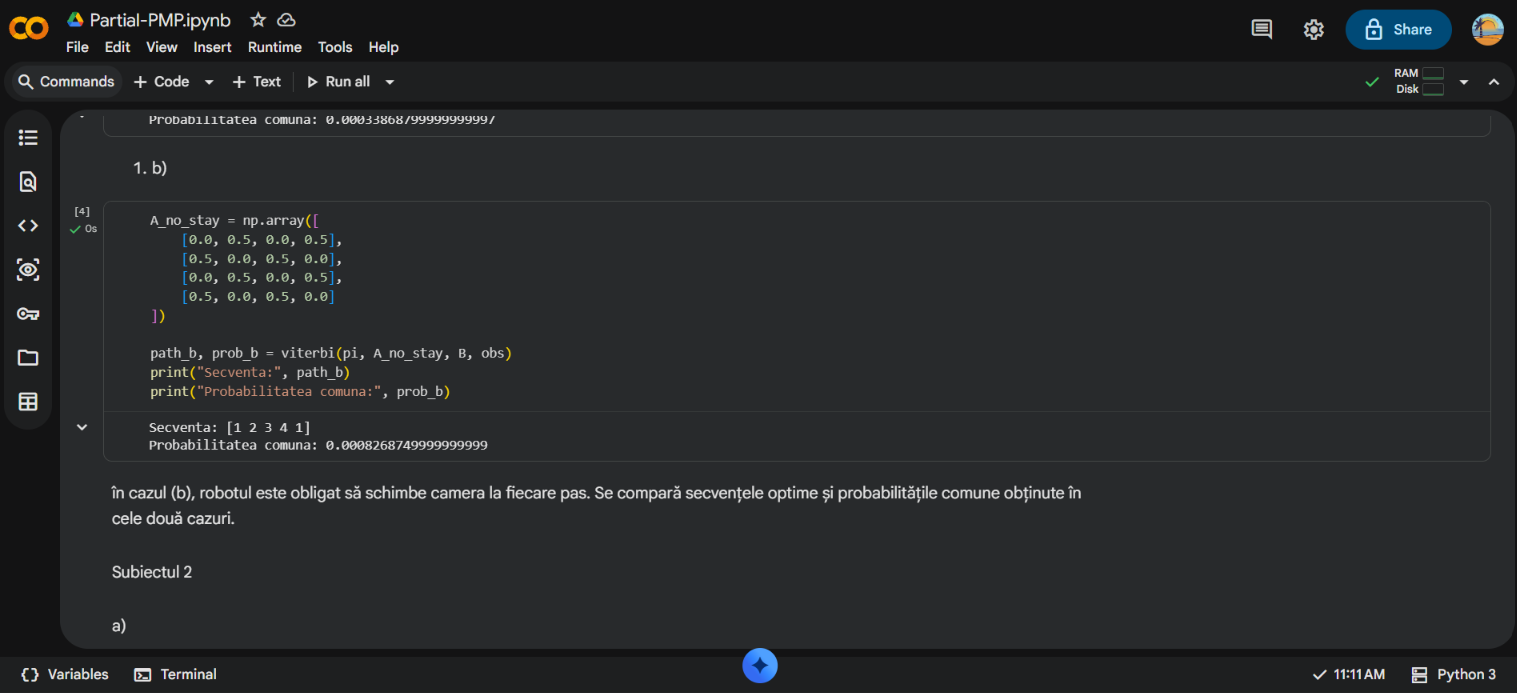 Partial-PMP.ipynb
File Edit View Insert Runtime Tools Help
Share
Commands + Code + Text Run all
RAM
Disk
Probabilitatea comuna: 0.00033868799999999997
1. b)
[4]
0s
A_no_stay = np.array([
[0.0, 0.5, 0.0, 0.5],
[0.5, 0.0, 0.5, 0.0],
[0.0, 0.5, 0.0, 0.5],
[0.5, 0.0, 0.5, 0.0]
])
path_b, prob_b = viterbi(pi, A_no_stay, B, obs)
print("Secventa:", path_b)
print("Probabilitatea comuna:", prob_b)
Secventa: [1 2 3 4 1]
Probabilitatea comuna: 0.0008268749999999999
în cazul (b), robotul este obligat să schimbe camera la fiecare pas. Se compară secvențele optime și probabilitățile comune obținute în
cele două cazuri.
Subiectul 2
a)
Variables Terminal
11:11 AM Python 3